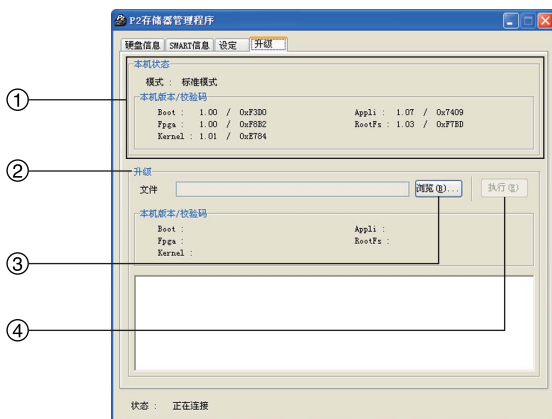 P2存储器管理程序
硬盘信息 SMART信息 设定 升级
本机状态
模式 : 标准模式
本机版本/校验码
Boot : 1.00 / 0xF3D0 Appli : 1.07 / 0x7409
Fpga : 1.00 / 0xF8B2 RootFs : 1.03 / 0xF7BD
Kernel : 1.01 / 0xE784
①
②
升级
文件 浏览(B)... 执行(E)
本机版本/校验码
Boot : Appli :
Fpga : RootFs :
Kernel :
③
④
状态 : 正在连接